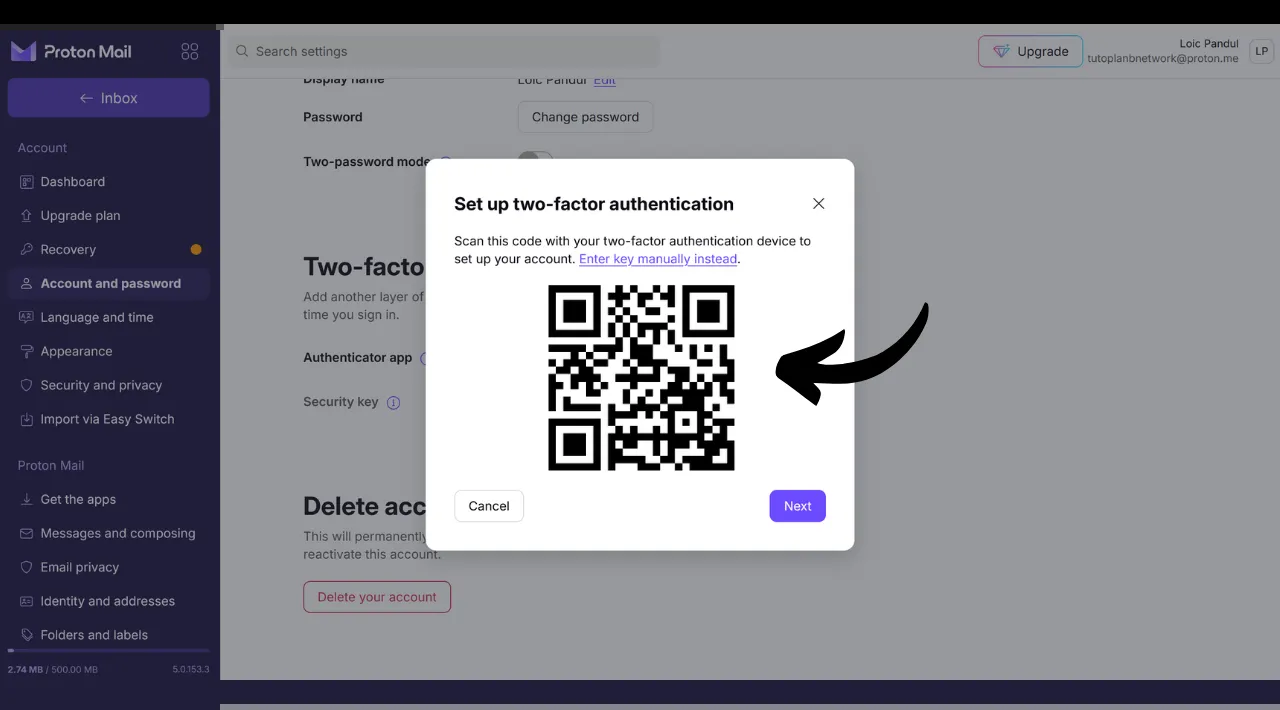 Proton Mail
Search settings
Upgrade
Loic Pandul
tutoplanbnetwork@proton.me
LP
Inbox
Account
Dashboard
Upgrade plan
Recovery
Account and password
Language and time
Appearance
Security and privacy
Import via Easy Switch
Proton Mail
Get the apps
Messages and composing
Email privacy
Identity and addresses
Folders and labels
2.74 MB / 500.00 MB
5.0.153.3
Display name
Loic Pandul Edit
Password
Change password
Two-password mode
Two-facto
Add another layer of
time you sign in.
Authenticator app
Security key
Delete acc
This will permanently
reactivate this account.
Delete your account
Set up two-factor authentication
Scan this code with your two-factor authentication device to
set up your account. Enter key manually instead.
Cancel
Next